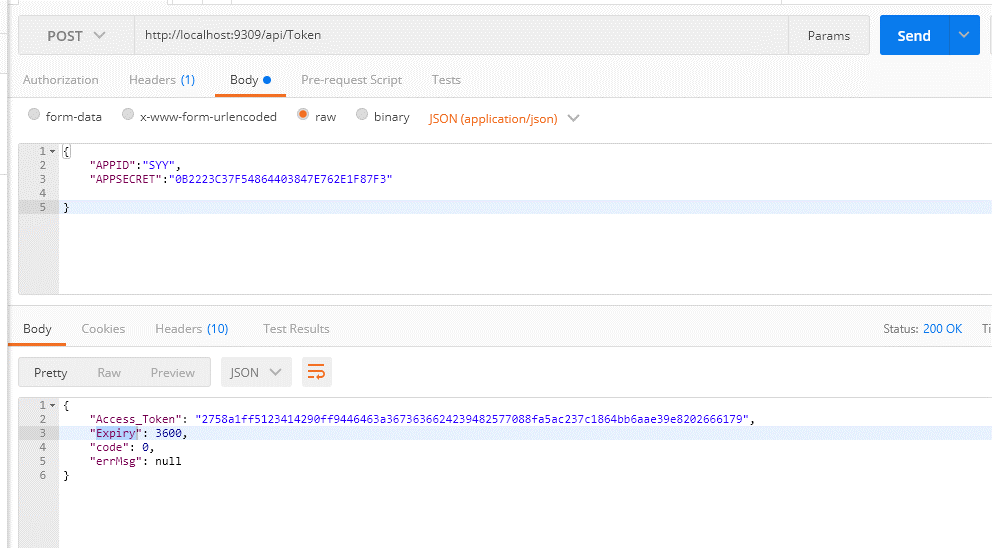 POST http://localhost:9309/api/Token Params Send
Authorization Headers (1) Body Pre-request Script Tests
form-data x-www-form-urlencoded raw binary JSON (application/json)
1 {
2 "APPID":"SYY",
3 "APPSECRET":"0B2223C37F54864403847E762E1F87F3"
4
5 }
Body Cookies Headers (10) Test Results Status: 200 OK Ti
Pretty Raw Preview JSON
1 {
2 "Access_Token": "2758a1ff5123414290ff9446463a3673636624239482577088fa5ac237c1864bb6aae39e8202666179",
3 "Expiry": 3600,
4 "code": 0,
5 "errMsg": null
6 }